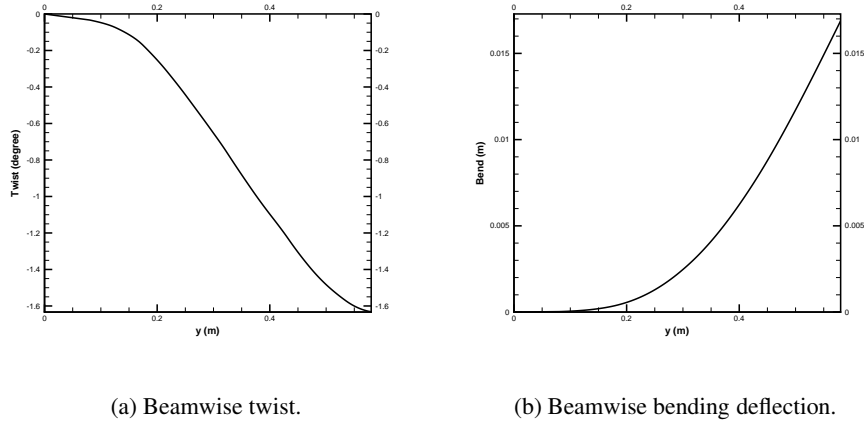 0 0.2 0.4
0 0
-0.2 -0.2
-0.4 -0.4
-0.6 -0.6
-0.8 -0.8
-1 -1
-1.2 -1.2
-1.4 -1.4
-1.6 -1.6
0 0.2 0.4
Twist (degree)
y (m)
(a) Beamwise twist.
0 0.2 0.4
0.015 0.015
0.01 0.01
0.005 0.005
0 0
0 0.2 0.4
Bend (m)
y (m)
(b) Beamwise bending deflection.